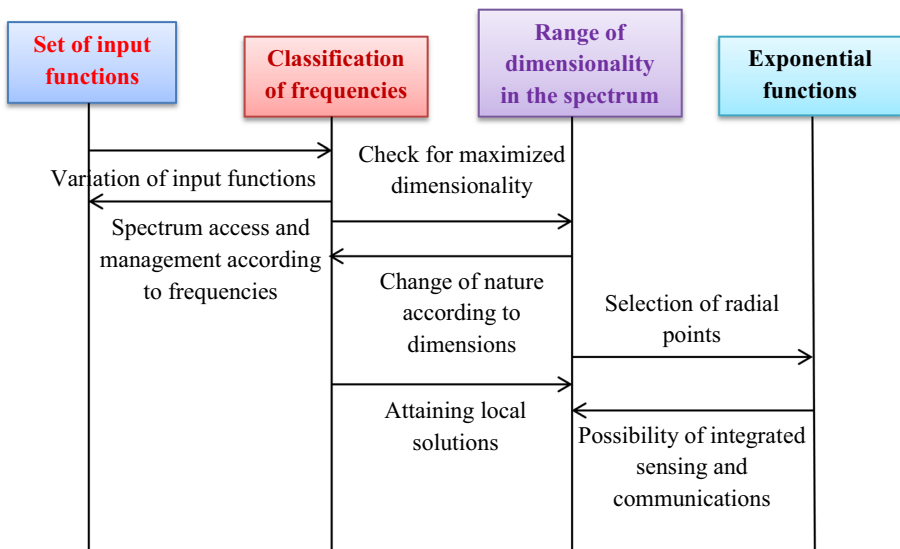 Set of input
functions
Classification
of frequencies
Range of
dimensionality
in the spectrum
Exponential
functions
Variation of input functions
Check for maximized
dimensionality
Spectrum access and
management according
to frequencies
Change of nature
according to
dimensions
Selection of radial
points
Attaining local
solutions
Possibility of integrated
sensing and
communications